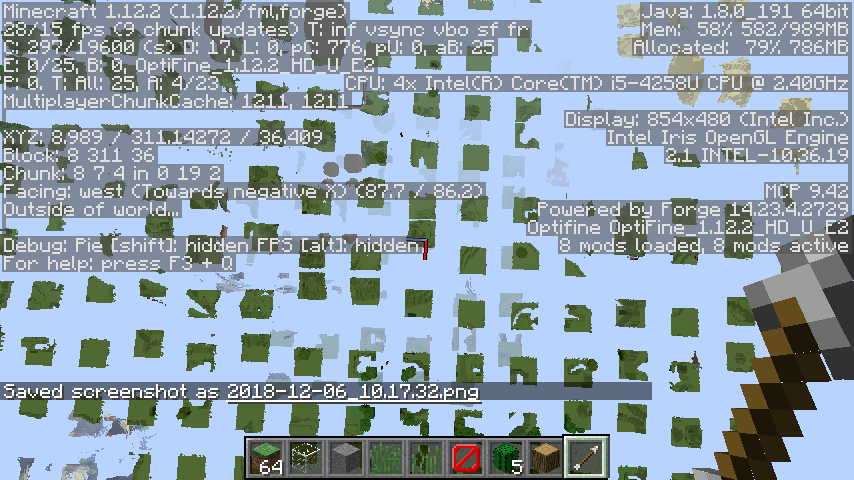 Minecraft 1.12.2 (1.12.2/fml,forge)
28/15 fps (9 chunk updates) T: inf vsync vbo sf fr
C: 297/19600 (s) D: 17, L: 0, pC: 776, pU: 0, aB: 25
E: 0/25, B: 0, OptiFine_1.12.2_HD_U_E2
P: 0. T: All: 25, A: 4/23
MultiplayerChunkCache: 1211, 1211
XYZ: 8.989 / 311.14272 / 36.409
Block: 8 311 36
Chunk: 8 7 4 in 0 19 2
Facing: west (Towards negative X) (87.7 / 86.2)
Outside of world...
Debug: Pie [shift]: hidden FPS [alt]: hidden
For help: press F3 + Q
Java: 1.8.0_191 64bit
Mem: 58% 582/989MB
Allocated: 79% 786MB
CPU: 4x Intel(R) Core(TM) i5-4258U CPU @ 2.40GHz
Display: 854x480 (Intel Inc.)
Intel Iris OpenGL Engine
2.1 INTEL-10.36.19
MCP 9.42
Powered by Forge 14.23.4.2729
Optifine OptiFine_1.12.2_HD_U_E2
8 mods loaded, 8 mods active
Saved screenshot as 2018-12-06_10.17.32.png
64
5